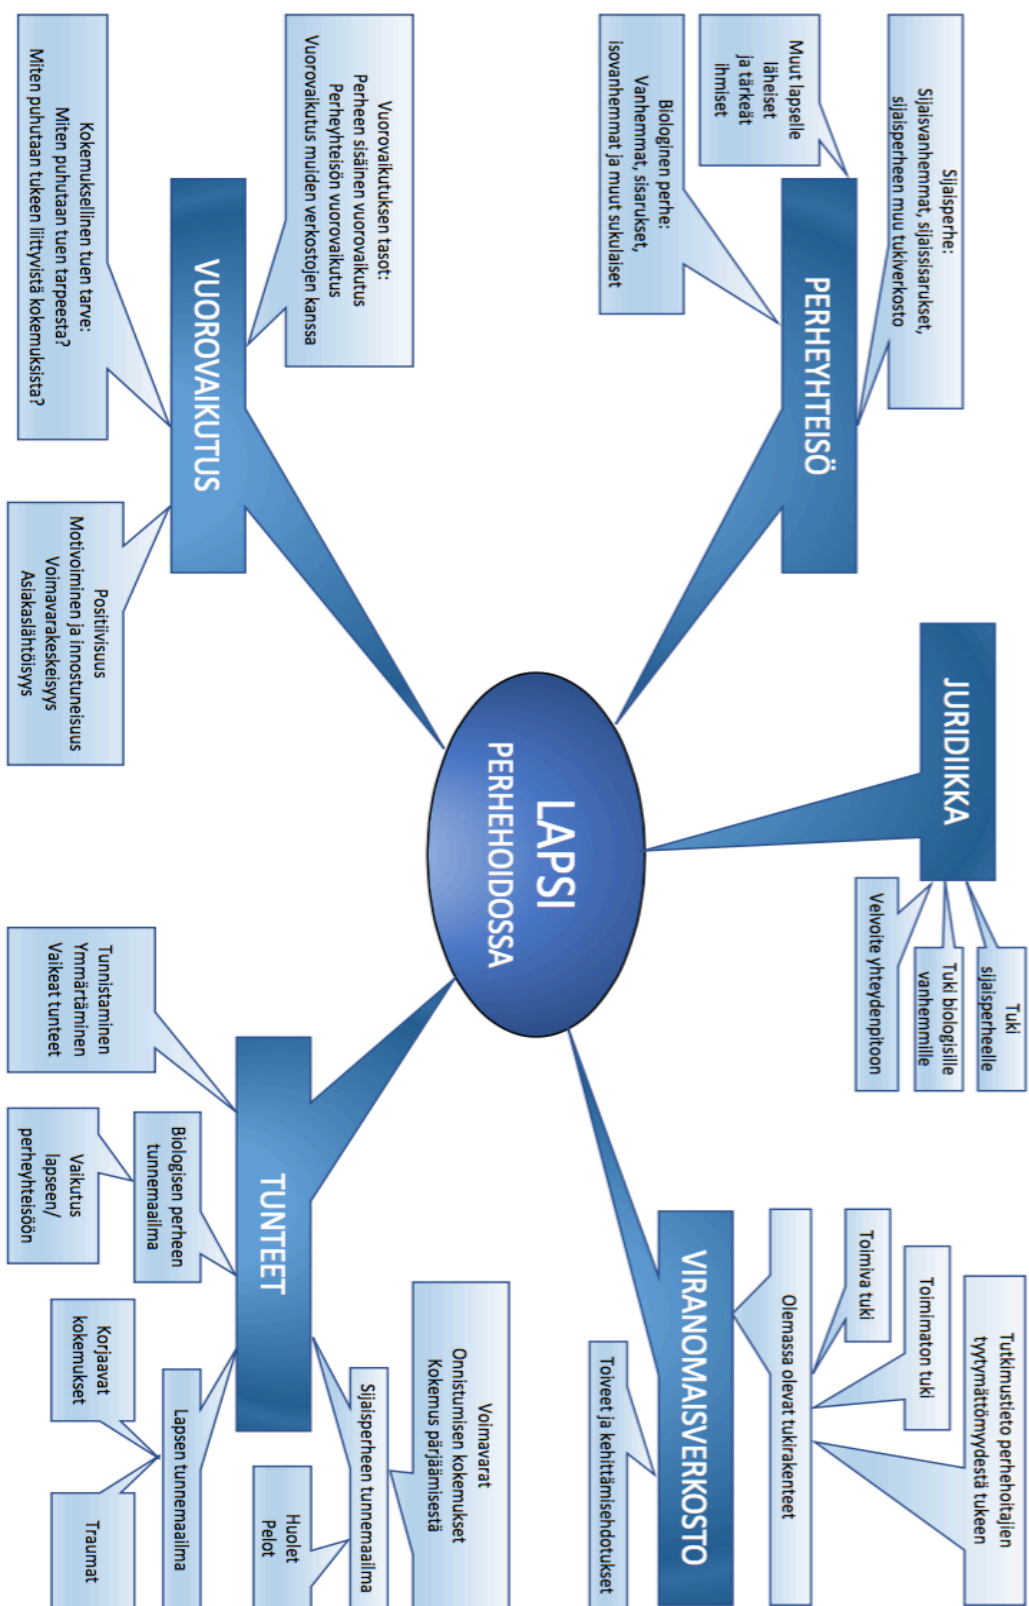 Sijaisperhe:
Sijaisvanhemmat, sijaissisarukset,
sijaisperheen muu tukiverkosto
Muut lapselle
läheiset
ja tärkeät
ihmiset
PERHEYHTEISÖ
Biologinen perhe:
Vanhemmat, sisarukset,
isovanhemmat ja muut sukulaiset
JURIDIIKKA
Tuki
sijaisperheelle
Tuki biologisille
vanhemmille
Velvoite yhteydenpitoon
Tutkimustieto perhehoitajien
tyytymättömyydestä tukeen
Toimimaton tuki
Toimiva tuki
Olemassa olevat tukirakenteet
VIRANOMAISVERKOSTO
Toiveet ja kehittämisehdotukset
LAPSI
PERHEHOIDOSSA
Vuorovaikutuksen tasot:
Perheen sisäinen vuorovaikutus
Perheyhteisön vuorovaikutus
Vuorovaikutus muiden verkostojen kanssa
VUOROVAIKUTUS
Kokemuksellinen tuen tarve:
Miten puhutaan tuen tarpeesta?
Miten puhutaan tukeen liittyvistä kokemuksista?
Positiivisuus
Motivoiminen ja innostuneisuus
Voimavarakeskeisyys
Asiakaslähtöisyys
TUNTEET
Tunnistaminen
Ymmärtäminen
Vaikeat tunteet
Biologisen perheen
tunnemaailma
Vaikutus
lapseen/
perheyhteisöön
Voimavarat
Onnistumisen kokemukset
Kokemus pärjäämisestä
Sijaisperheen tunnemaailma
Huolet
Pelot
Lapsen tunnemaailma
Korjaavat
kokemukset
Traumat